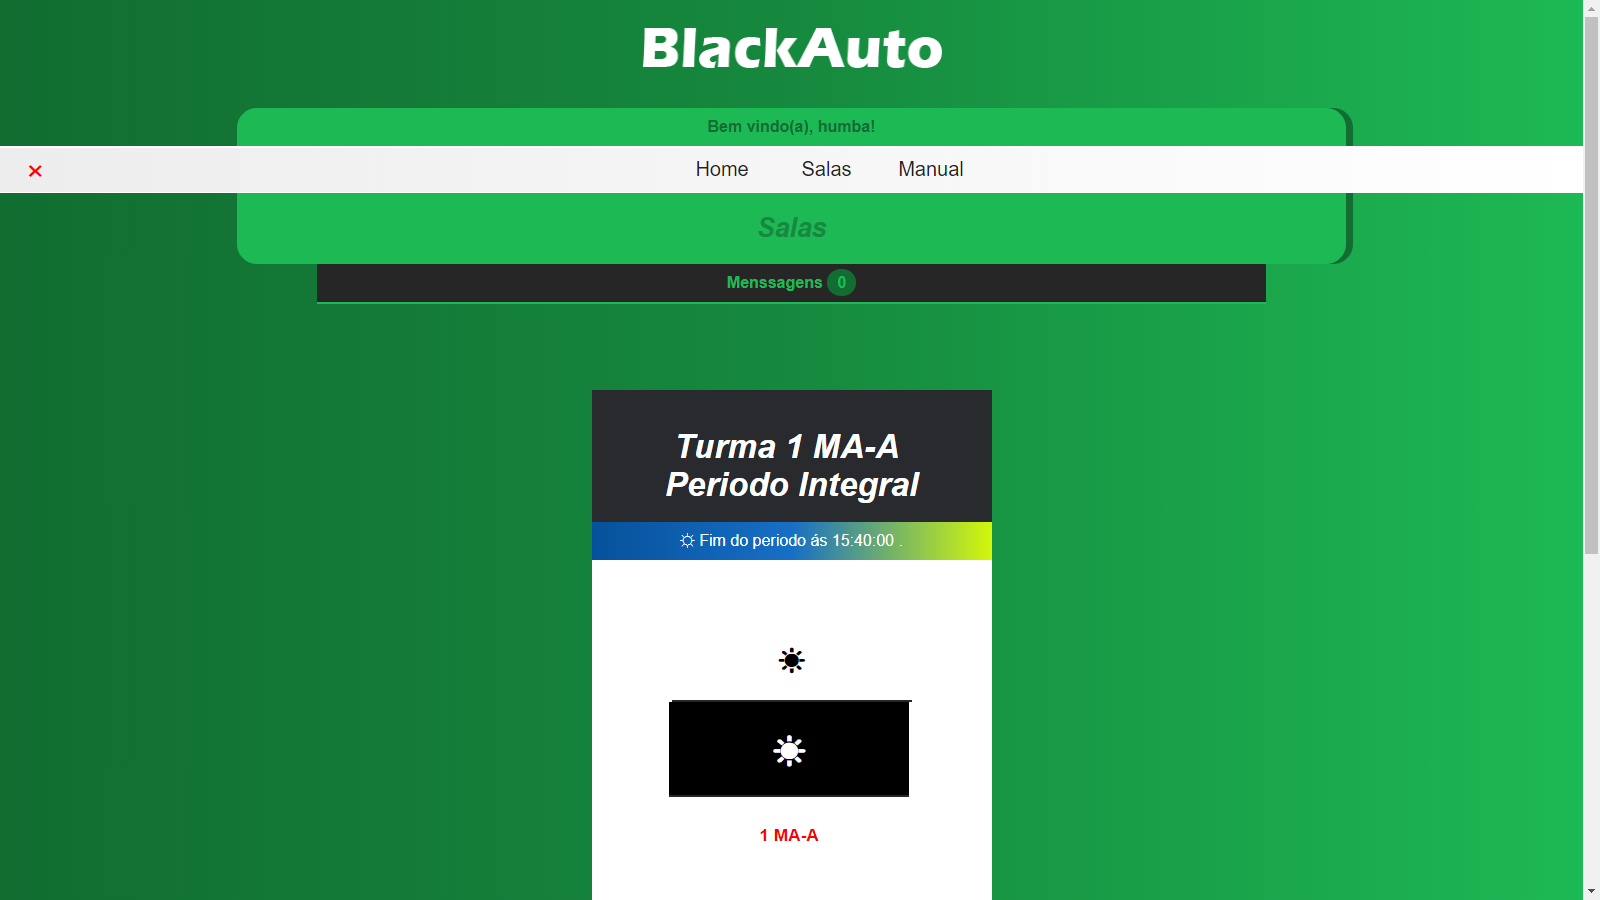 BlackAuto
Bem vindo(a), humba!
× Home Salas Manual
Salas
Menssagens 0
Turma 1 MA-A
Periodo Integral
Fim do periodo ás 15:40:00 .
1 MA-A